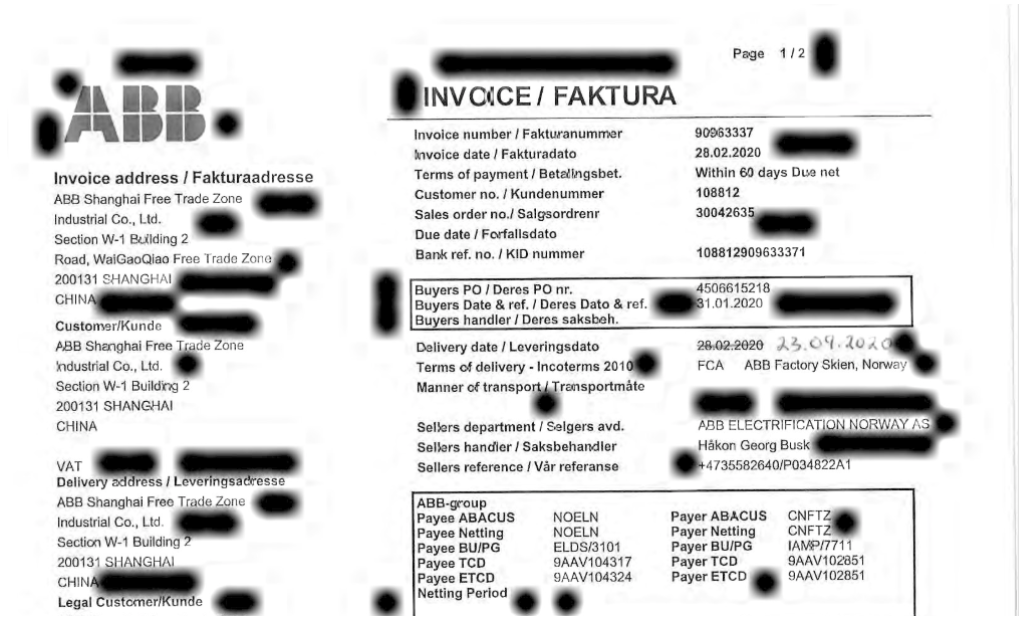 Page 1 / 2
ABB
INVOICE / FAKTURA
Invoice number / Fakturanummer 90963337
Invoice date / Fakturadato 28.02.2020
Terms of payment / Betalingsbet. Within 60 days Due net
Customer no. / Kundenummer 108812
Sales order no./ Salgsordrenr 30042635
Due date / Forfallsdato
Bank ref. no. / KID nummer 108812909633371
Invoice address / Fakturaadresse
ABB Shanghai Free Trade Zone
Industrial Co., Ltd.
Section W-1 Building 2
Road, WaiGaoQiao Free Trade Zone
200131 SHANGHAI
CHINA
Customer/Kunde
ABB Shanghai Free Trade Zone
Industrial Co., Ltd.
Section W-1 Building 2
200131 SHANGHAI
CHINA
VAT
Delivery address / Leveringsadresse
ABB Shanghai Free Trade Zone
Industrial Co., Ltd.
Section W-1 Building 2
200131 SHANGHAI
CHINA
Legal Customer/Kunde
Buyers PO / Deres PO nr. 4506615218
Buyers Date & ref. / Deres Dato & ref. 31.01.2020
Buyers handler / Deres saksbeh.
Delivery date / Leveringsdato 28.02.2020 23.04.2020
Terms of delivery - Incoterms 2010 FCA ABB Factory Skien, Norway
Manner of transport / Transportmåte
Sellers department / Selgers avd. ABB ELECTRIFICATION NORWAY AS
Sellers handler / Saksbehandler Håkon Georg Busk
Sellers reference / Vår referanse +4735582640/P034822A1
ABB-group
Payee ABACUS NOELN Payer ABACUS CNFTZ
Payee Netting NOELN Payer Netting CNFTZ
Payee BU/PG ELDS/3101 Payer BU/PG IAMP/7711
Payee TCD 9AAV104317 Payer TCD 9AAV102851
Payee ETCD 9AAV104324 Payer ETCD 9AAV102851
Netting Period